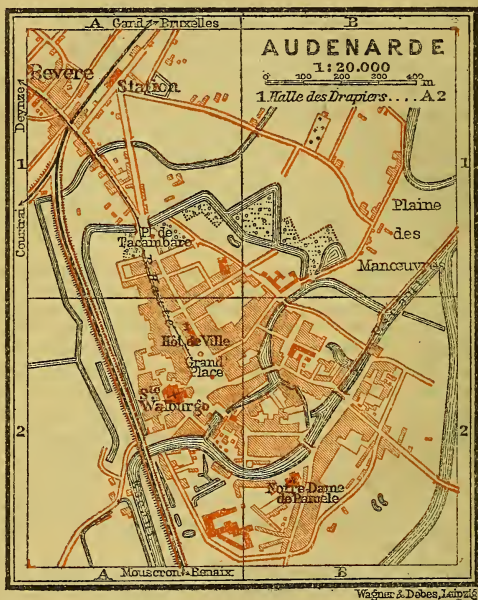 A Gand Bruxelles B
AUDENARDE
1:20.000
0 100 200 300 400 m
1. Halle des Drapiers.... A 2
Bevere
Station
Deynze
1
1
Plaine
des
Manœuvres
Courtrai
Pl. de
Tacambaro
Hôt. de Ville
Grand'
Place
Ste
Walburge
2
2
Notre-Dame
de Pamele
A Mouscron Renaix B
Wagner & Debes, Leipzig